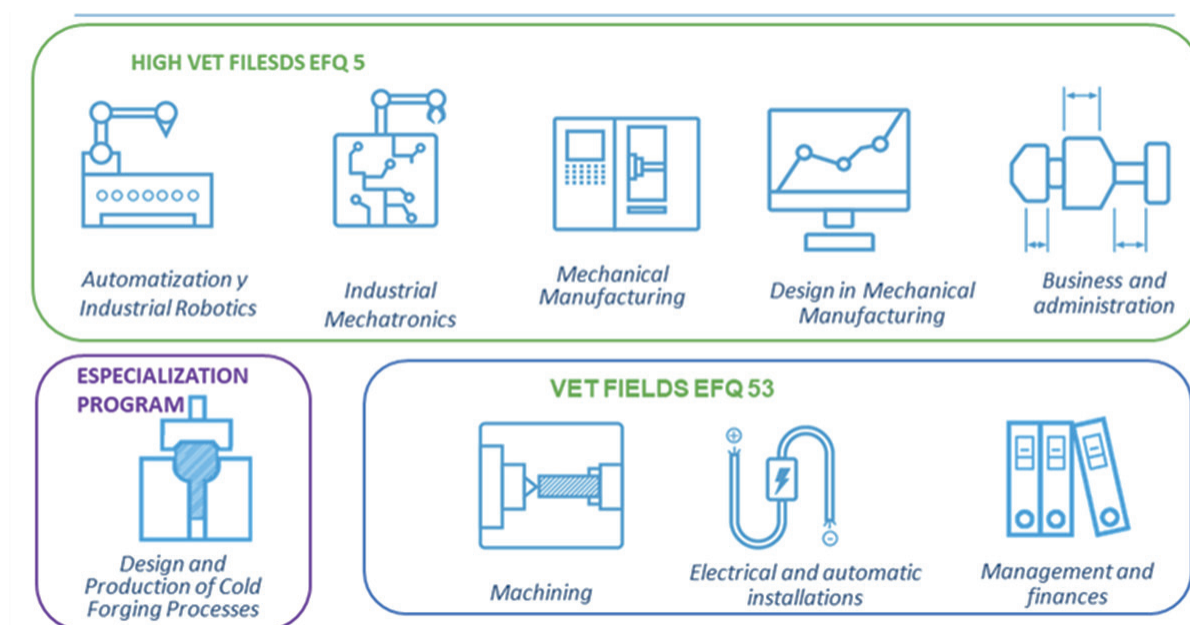 HIGH VET FILESDS EFQ 5
Automatization y
Industrial Robotics
Industrial
Mechatronics
Mechanical
Manufacturing
Design in Mechanical
Manufacturing
Business and
administration
ESPECIALIZATION
PROGRAM
Design and
Production of Cold
Forging Processes
VET FIELDS EFQ 53
Machining
Electrical and automatic
installations
Management and
finances